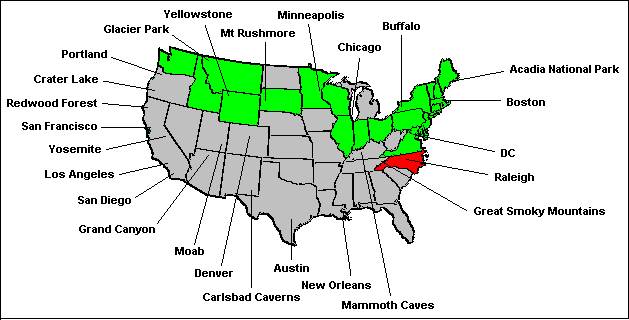 Yellowstone
Minneapolis
Glacier Park
Mt Rushmore
Buffalo
Chicago
Portland
Acadia National Park
Crater Lake
Redwood Forest
Boston
San Francisco
Yosemite
DC
Los Angeles
Raleigh
San Diego
Great Smoky Mountains
Grand Canyon
Moab
Denver
Austin
New Orleans
Carlsbad Caverns
Mammoth Caves